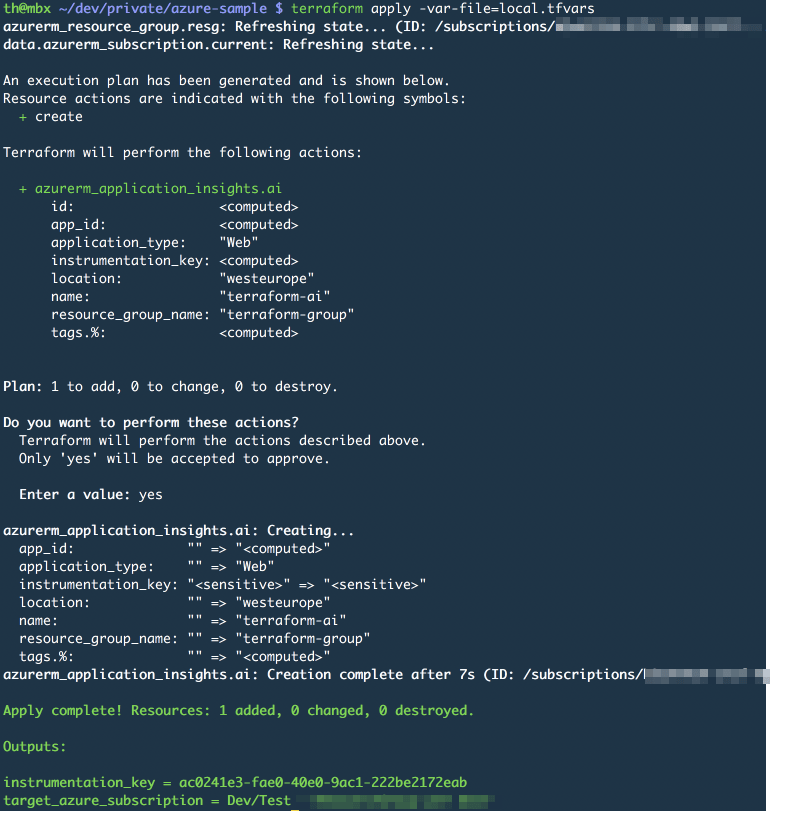 th@mbx ~/dev/private/azure-sample $ terraform apply -var-file=local.tfvars
azurerm_resource_group.resg: Refreshing state... (ID: /subscriptions/
data.azurerm_subscription.current: Refreshing state...
An execution plan has been generated and is shown below.
Resource actions are indicated with the following symbols:
+ create
Terraform will perform the following actions:
+ azurerm_application_insights.ai
id: <computed>
app_id: <computed>
application_type: "Web"
instrumentation_key: <computed>
location: "westeurope"
name: "terraform-ai"
resource_group_name: "terraform-group"
tags.%: <computed>
Plan: 1 to add, 0 to change, 0 to destroy.
Do you want to perform these actions?
Terraform will perform the actions described above.
Only 'yes' will be accepted to approve.
Enter a value: yes
azurerm_application_insights.ai: Creating...
app_id: "" => "<computed>"
application_type: "" => "Web"
instrumentation_key: "<sensitive>" => "<sensitive>"
location: "" => "westeurope"
name: "" => "terraform-ai"
resource_group_name: "" => "terraform-group"
tags.%: "" => "<computed>"
azurerm_application_insights.ai: Creation complete after 7s (ID: /subscriptions/
Apply complete! Resources: 1 added, 0 changed, 0 destroyed.
Outputs:
instrumentation_key = ac0241e3-fae0-40e0-9ac1-222be2172eab
target_azure_subscription = Dev/Test